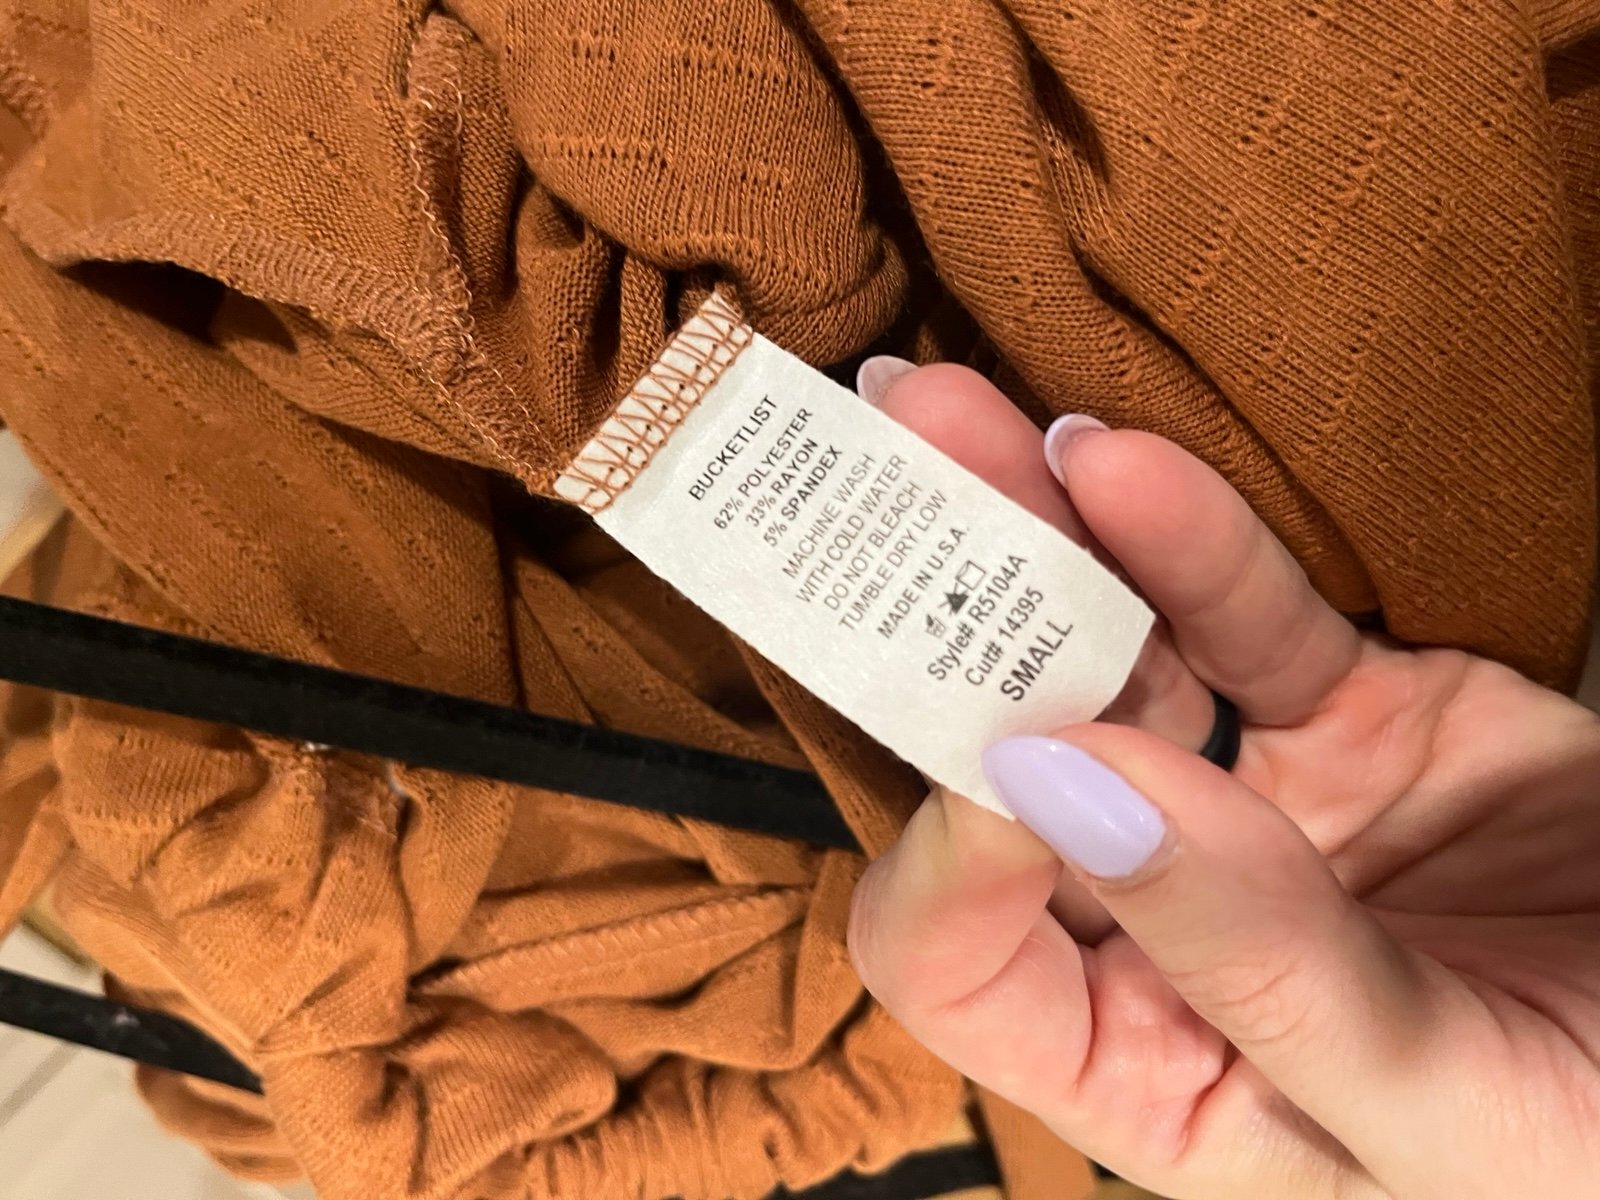 BUCKETLIST
62% POLYESTER
33% RAYON
5% SPANDEX
MACHINE WASH
WITH COLD WATER
DO NOT BLEACH
TUMBLE DRY LOW
MADE IN U.S.A.
Style# R5104A
Cut# 14395
SMALL